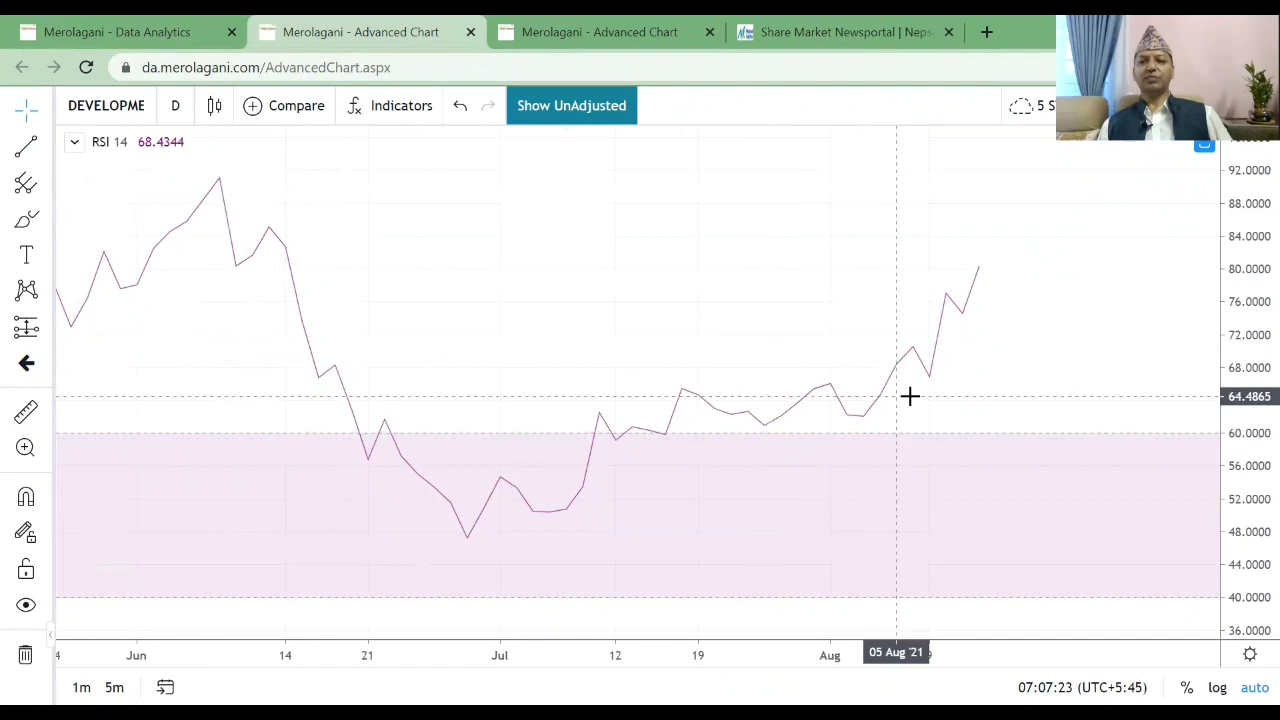 Merolagani - Data Analytics
Merolagani - Advanced Chart
Merolagani - Advanced Chart
Share Market Newsportal | Neps
da.merolagani.com/AdvancedChart.aspx
DEVELOPME D Compare Indicators Show UnAdjusted 5 S
RSI 14 68.4344
92.0000
88.0000
84.0000
80.0000
76.0000
72.0000
68.0000
64.4865
60.0000
56.0000
52.0000
48.0000
44.0000
40.0000
36.0000
4 Jun 14 21 Jul 12 19 Aug 05 Aug '21 9
1m 5m 07:07:23 (UTC+5:45) % log auto